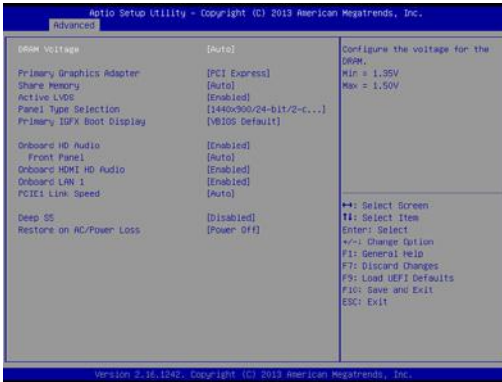 Aptio Setup Utility - Copyright (C) 2013 American Megatrends, Inc.
Advanced
DRAM Voltage [Auto]
Primary Graphics Adapter [PCI Express]
Share Memory [Auto]
Active LVDS [Enabled]
Panel Type Selection [1440x900/24-bit/2-c...]
Primary IGFX Boot Display [VBIOS Default]
Onboard HD Audio [Enabled]
Front Panel [Auto]
Onboard HDMI HD Audio [Enabled]
Onboard LAN 1 [Enabled]
PCIE1 Link Speed [Auto]
Deep S5 [Disabled]
Restore on AC/Power Loss [Power Off]
Configure the voltage for the
DRAM.
Min = 1.35V
Max = 1.50V
↔: Select Screen
↑↓: Select Item
Enter: Select
+/-: Change Option
F1: General Help
F7: Discard Changes
F9: Load UEFI Defaults
F10: Save and Exit
ESC: Exit
Version 2.16.1242. Copyright (C) 2013 American Megatrends, Inc.